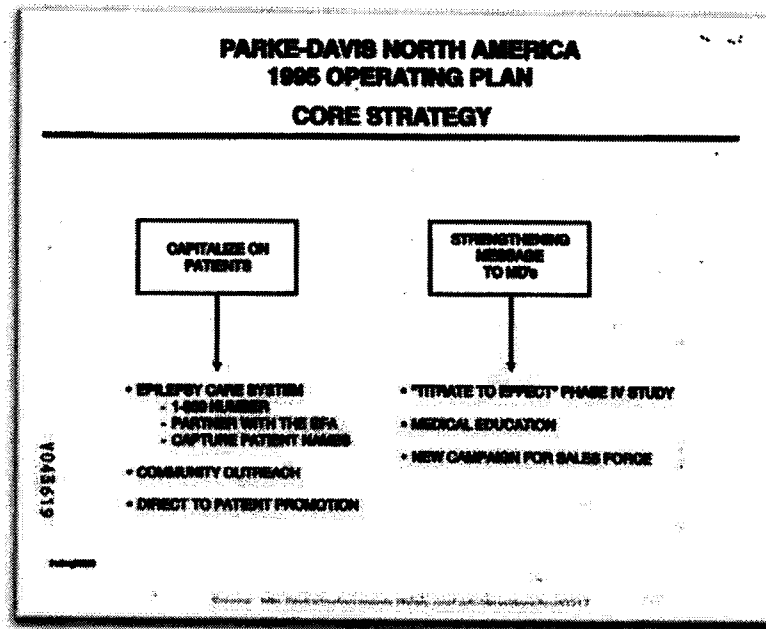 PARKE-DAVIS NORTH AMERICA
1995 OPERATING PLAN
CORE STRATEGY
CAPITALIZE ON
PATIENTS
• EPILEPSY CARE SYSTEM
- 1-800 NUMBER
- PARTNER WITH THE EFA
- CAPTURE PATIENT NAMES
• COMMUNITY OUTREACH
• DIRECT TO PATIENT PROMOTION
STRENGTHENING
MESSAGE
TO MD's
• "TITRATE TO EFFECT" PHASE IV STUDY
• MEDICAL EDUCATION
• NEW CAMPAIGN FOR SALES FORCE
V043619